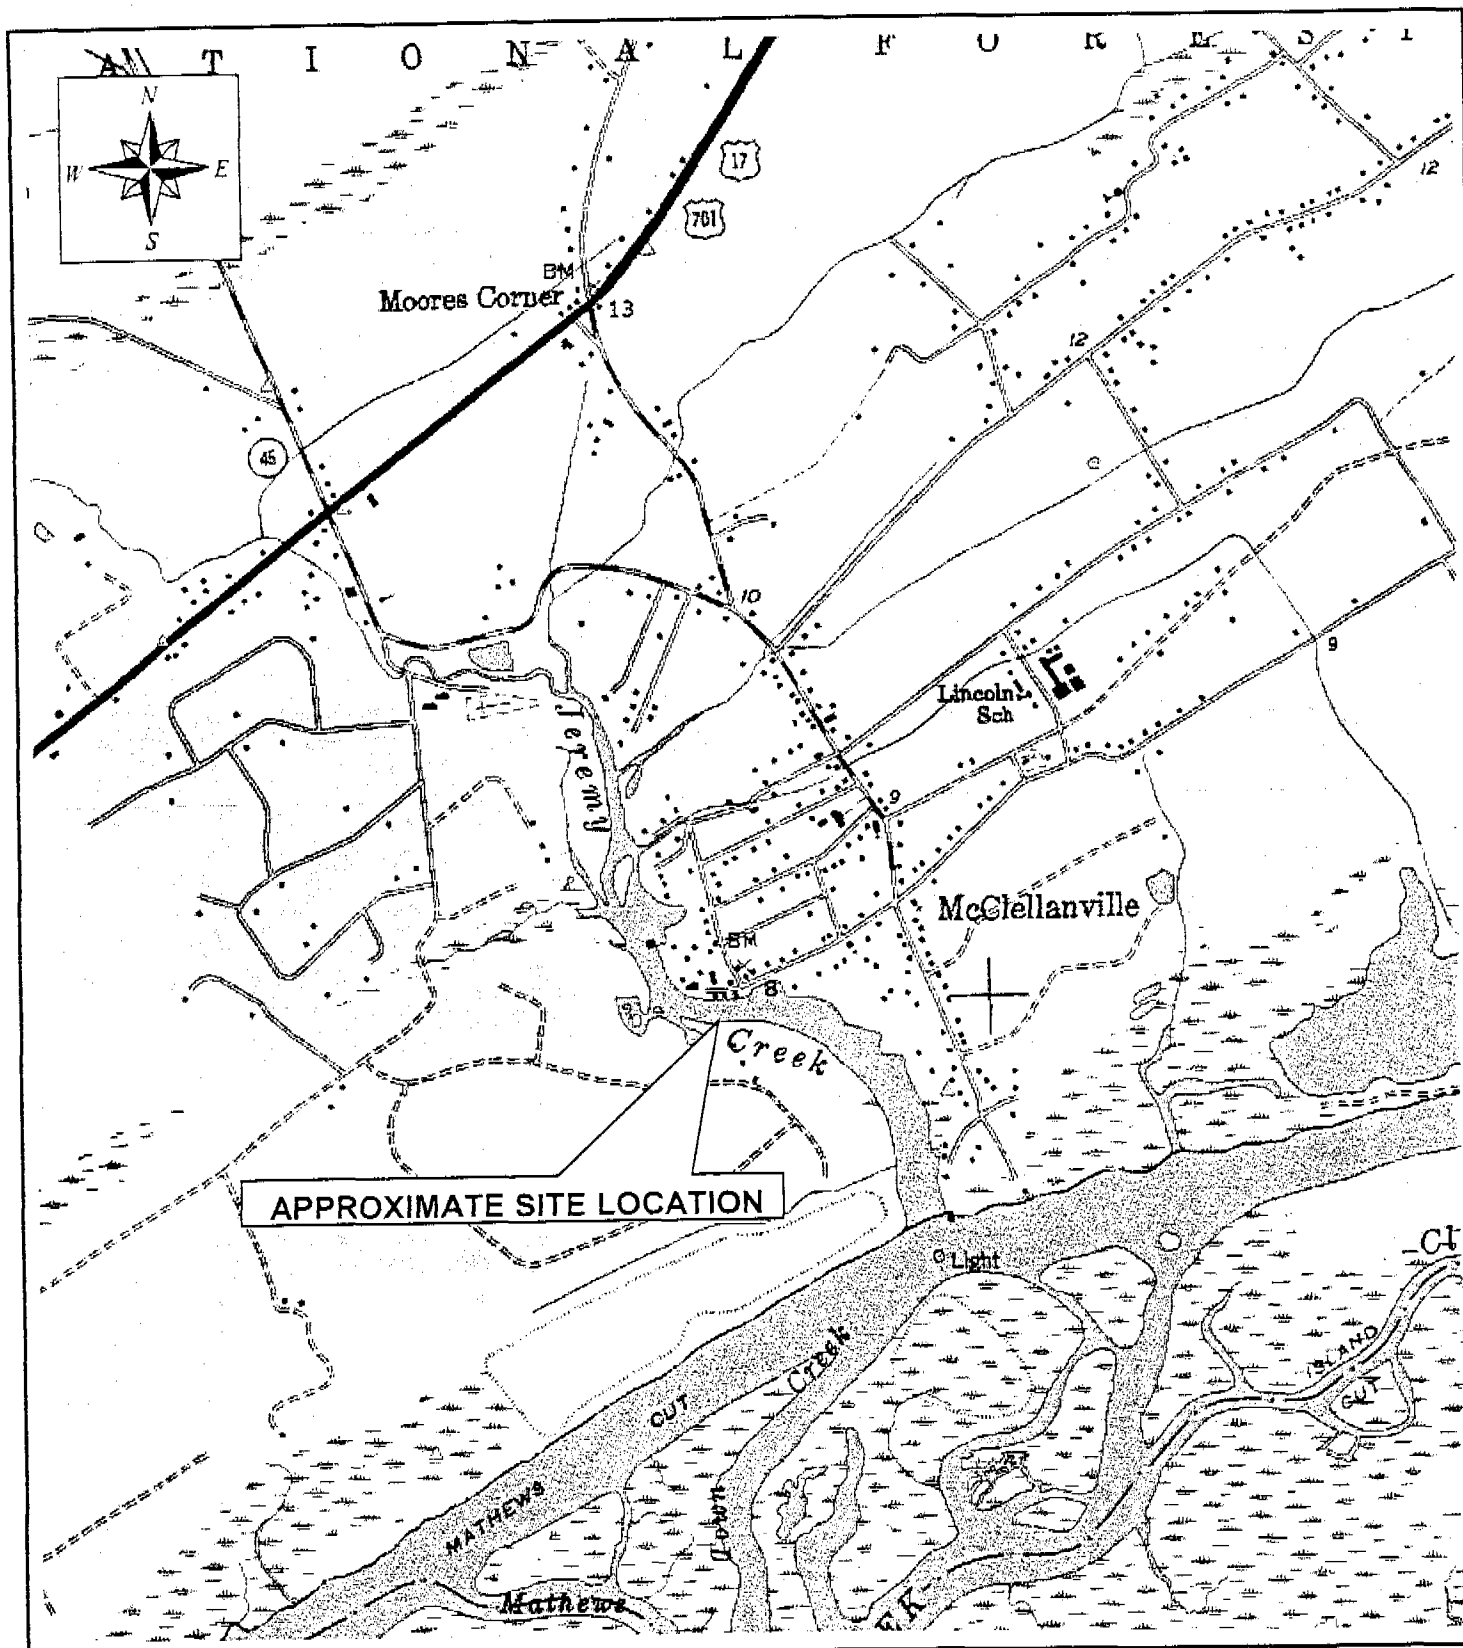 A T I O N A L F O R E S T
N
W E
S
17
701
12
BM
Moores Corner
13
12
45
10
9
Lincoln
Sch
Jeremy
9
McClellanville
BM
8
Creek
APPROXIMATE SITE LOCATION
Light
ISLAND
CUT
Creek
CUT
MATHEWS
Town
Mathews